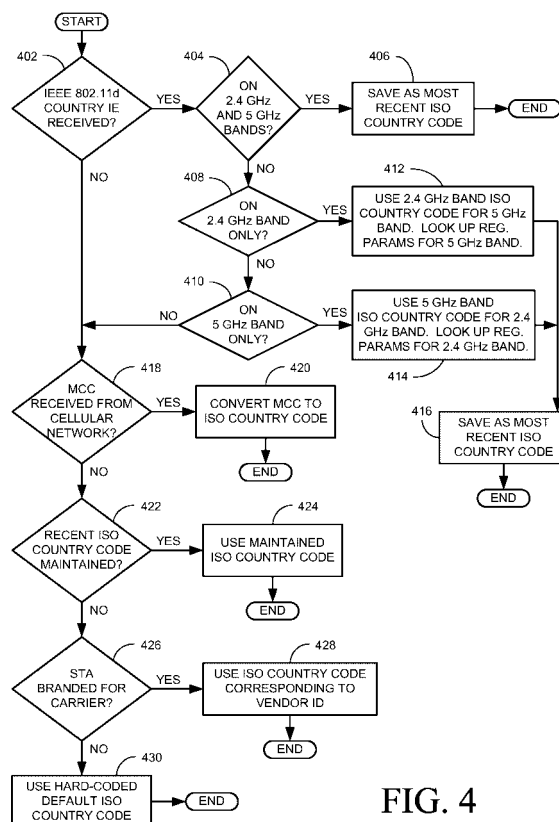 START
402
IEEE 802.11d
COUNTRY IE
RECEIVED?
YES
NO
404
ON
2.4 GHz
AND 5 GHz
BANDS?
YES
NO
406
SAVE AS MOST
RECENT ISO
COUNTRY CODE
END
408
ON
2.4 GHz BAND
ONLY?
YES
NO
412
USE 2.4 GHz BAND ISO
COUNTRY CODE FOR 5 GHz
BAND. LOOK UP REG.
PARAMS FOR 5 GHz BAND.
410
ON
5 GHz BAND
ONLY?
NO
YES
USE 5 GHz BAND
ISO COUNTRY CODE FOR 2.4
GHz BAND. LOOK UP REG.
PARAMS FOR 2.4 GHz BAND.
414
416
SAVE AS MOST
RECENT ISO
COUNTRY CODE
END
418
MCC
RECEIVED FROM
CELLULAR
NETWORK?
YES
NO
420
CONVERT MCC TO
ISO COUNTRY CODE
END
422
RECENT ISO
COUNTRY CODE
MAINTAINED?
YES
NO
424
USE MAINTAINED
ISO COUNTRY CODE
END
426
STA
BRANDED FOR
CARRIER?
YES
NO
428
USE ISO COUNTRY CODE
CORRESPONDING TO
VENDOR ID
END
430
USE HARD-CODED
DEFAULT ISO
COUNTRY CODE
END
FIG. 4